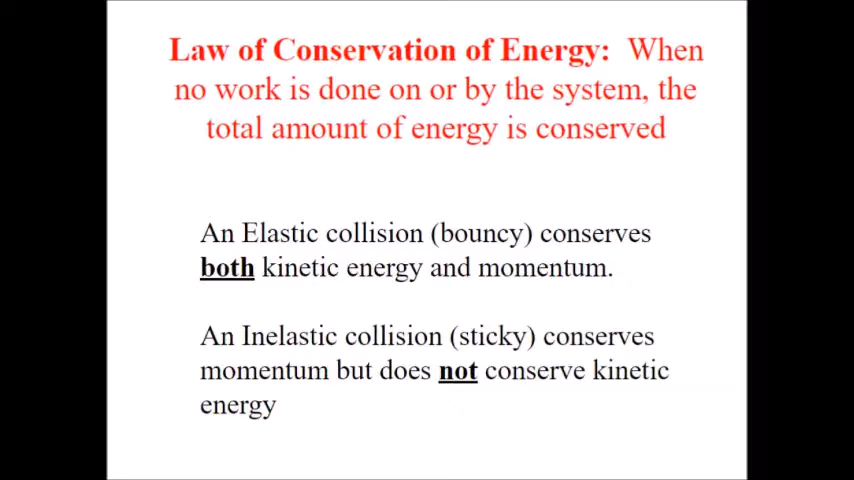 Law of Conservation of Energy: When
no work is done on or by the system, the
total amount of energy is conserved
An Elastic collision (bouncy) conserves
both kinetic energy and momentum.
An Inelastic collision (sticky) conserves
momentum but does not conserve kinetic
energy